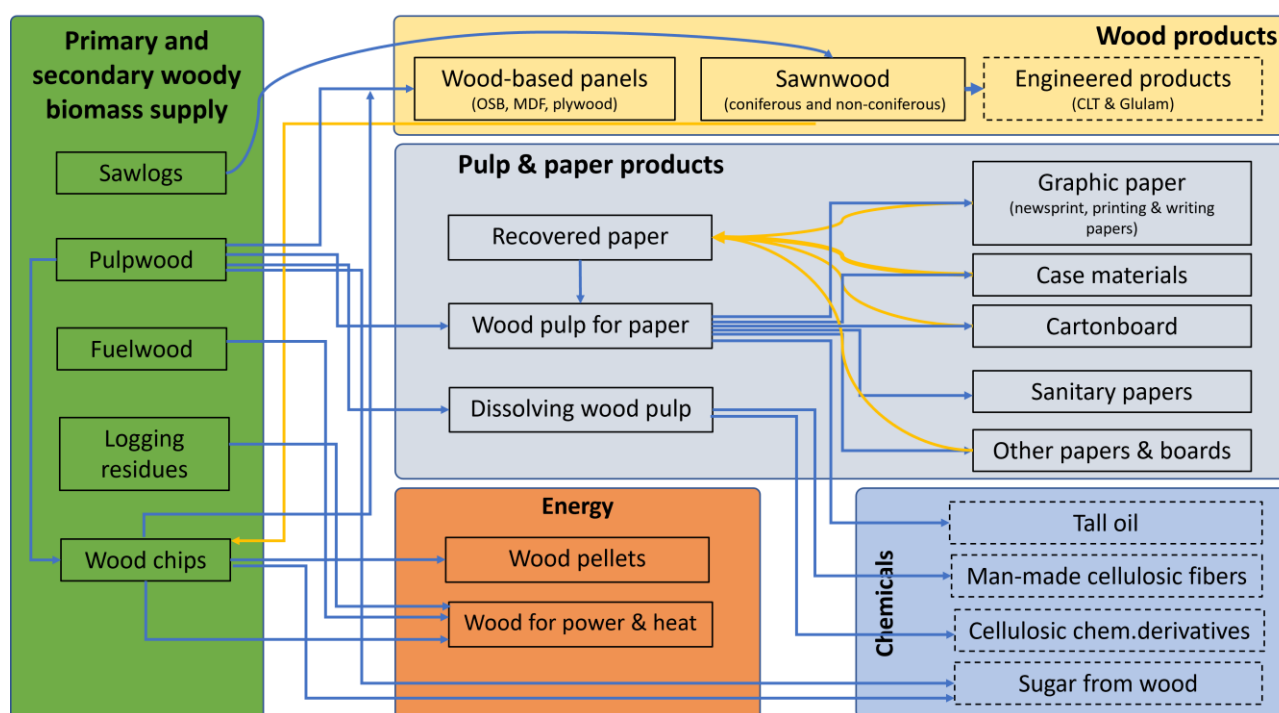 Primary and
secondary woody
biomass supply
Sawlogs
Pulpwood
Fuelwood
Logging
residues
Wood chips
Wood products
Wood-based panels
(OSB, MDF, plywood)
Sawnwood
(coniferous and non-coniferous)
Engineered products
(CLT & Glulam)
Pulp & paper products
Recovered paper
Wood pulp for paper
Dissolving wood pulp
Graphic paper
(newsprint, printing & writing
papers)
Case materials
Cartonboard
Sanitary papers
Other papers & boards
Energy
Wood pellets
Wood for power & heat
Chemicals
Tall oil
Man-made cellulosic fibers
Cellulosic chem.derivatives
Sugar from wood